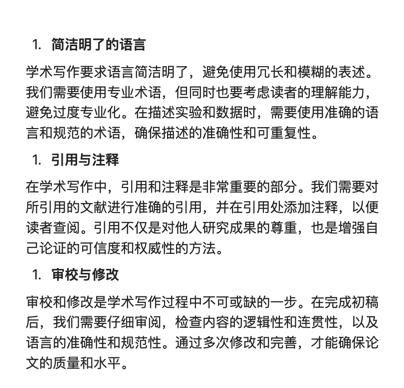 1. 简洁明了的语言
学术写作要求语言简洁明了，避免使用冗长和模糊的表述。
我们需要使用专业术语，但同时也要考虑读者的理解能力，
避免过度专业化。在描述实验和数据时，需要使用准确的语
言和规范的术语，确保描述的准确性和可重复性。
1. 引用与注释
在学术写作中，引用和注释是非常重要的部分。我们需要对
所引用的文献进行准确的引用，并在引用处添加注释，以便
读者查阅。引用不仅是对他人研究成果的尊重，也是增强自
己论证的可信度和权威性的方法。
1. 审校与修改
审校和修改是学术写作过程中不可或缺的一步。在完成初稿
后，我们需要仔细审阅，检查内容的逻辑性和连贯性，以及
语言的准确性和规范性。通过多次修改和完善，才能确保论
文的质量和水平。